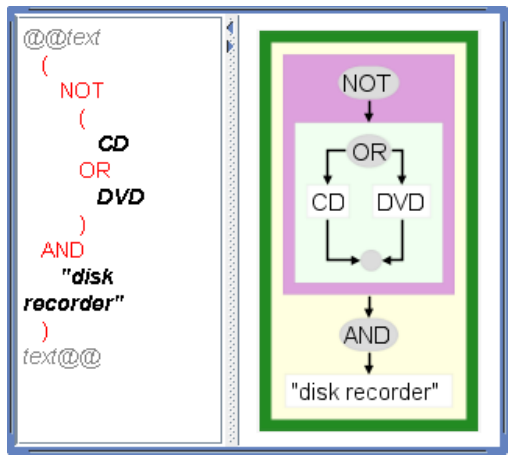 @@text
(
NOT
(
CD
OR
DVD
)
AND
"disk
recorder"
)
text@@
NOT
OR
CD DVD
AND
"disk recorder"